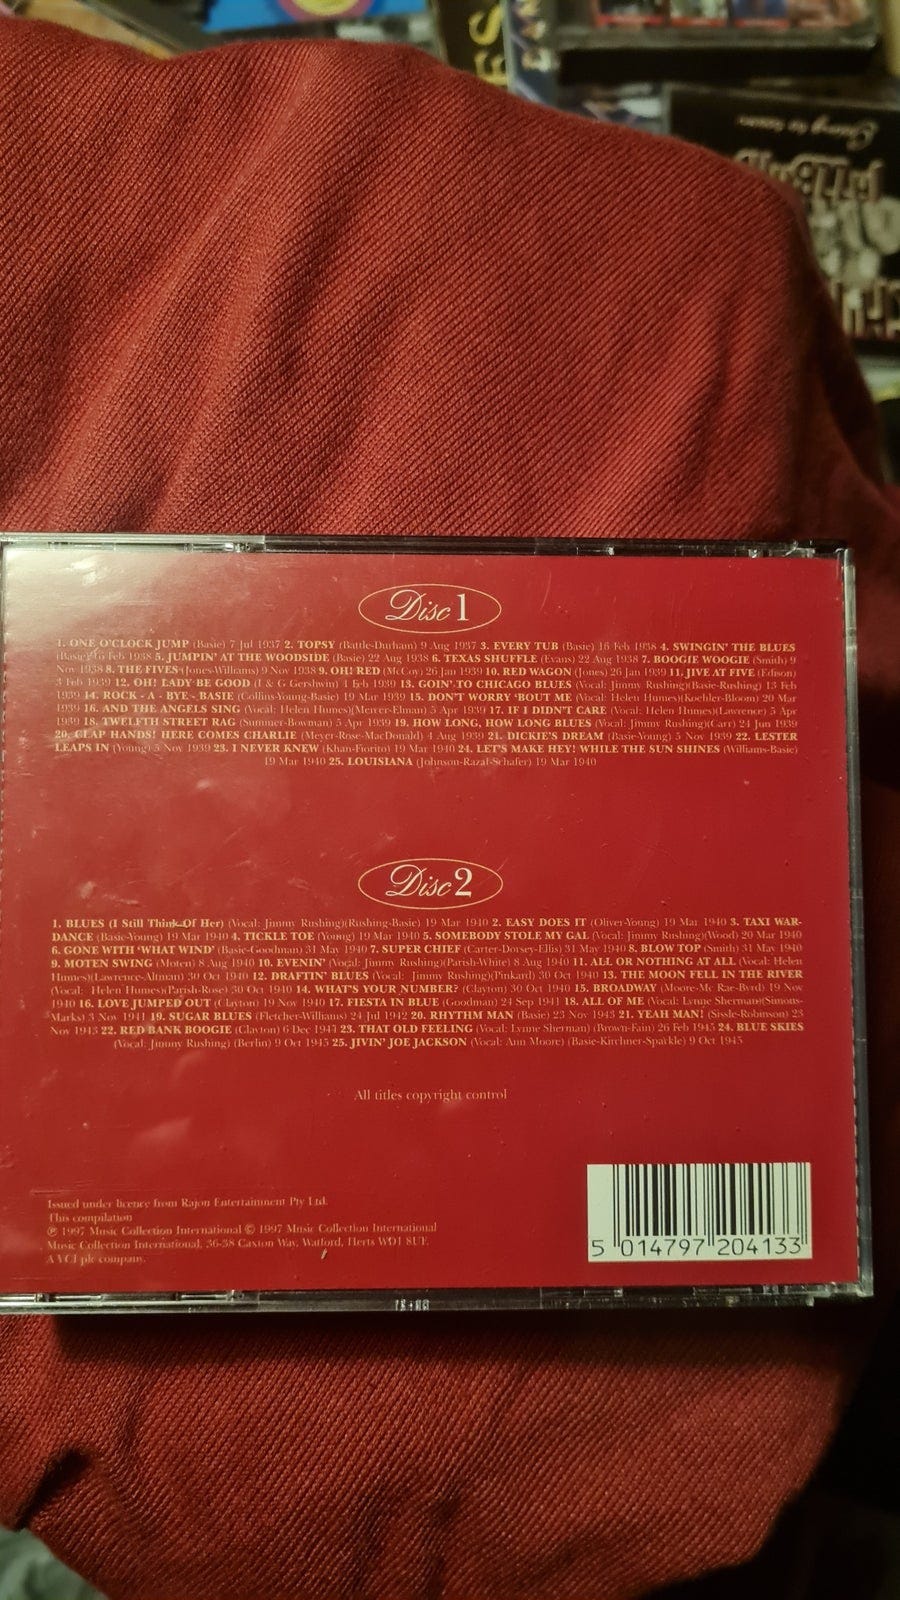 Disc 1
1. ONE O'CLOCK JUMP (Basie) 7 Jul 1937 2. TOPSY (Battle-Durham) 9 Aug 1937 3. EVERY TUB (Basie) 16 Feb 1938 4. SWINGIN' THE BLUES
(Basie) 16 Feb 1938 5. JUMPIN' AT THE WOODSIDE (Basie) 22 Aug 1938 6. TEXAS SHUFFLE (Evans) 22 Aug 1938 7. BOOGIE WOOGIE (Smith) 9
Nov 1938 8. THE FIVES (Jones-Williams) 9 Nov 1938 9. OH! RED (McCoy) 26 Jan 1939 10. RED WAGON (Jones) 26 Jan 1939 11. JIVE AT FIVE (Edison)
3 Feb 1939 12. OH! LADY BE GOOD (I & G Gershwin) 4 Feb 1939 13. GOIN' TO CHICAGO BLUES (Vocal: Jimmy Rushing)(Basie-Rushing) 13 Feb
1939 14. ROCK - A - BYE - BASIE (Collins-Young-Basie) 19 Mar 1939 15. DON'T WORRY 'BOUT ME (Vocal: Helen Humes)(Koehler-Bloom) 20 Mar
1939 16. AND THE ANGELS SING (Vocal: Helen Humes)(Mercer-Elman) 5 Apr 1939 17. IF I DIDN'T CARE (Vocal: Helen Humes)(Lawrence) 5 Apr
1939 18. TWELFTH STREET RAG (Summer-Bowman) 5 Apr 1939 19. HOW LONG, HOW LONG BLUES (Vocal: Jimmy Rushing)(Carr) 24 Jun 1939
20. CLAP HANDS! HERE COMES CHARLIE (Meyer-Rose-MacDonald) 4 Aug 1939 21. DICKIE'S DREAM (Basie-Young) 5 Nov 1939 22. LESTER
LEAPS IN (Young) 5 Nov 1939 23. I NEVER KNEW (Khan-Fiorito) 19 Mar 1940 24. LET'S MAKE HEY! WHILE THE SUN SHINES (Williams-Basie)
19 Mar 1940 25. LOUISIANA (Johnson-Razaf-Schafer) 19 Mar 1940
Disc 2
1. BLUES (I Still Think Of Her) (Vocal: Jimmy Rushing)(Rushing-Basie) 19 Mar 1940 2. EASY DOES IT (Oliver-Young) 19 Mar 1940 3. TAXI WAR-
DANCE (Basie-Young) 19 Mar 1940 4. TICKLE TOE (Young) 19 Mar 1940 5. SOMEBODY STOLE MY GAL (Vocal: Jimmy Rushing)(Wood) 20 Mar 1940
6. GONE WITH 'WHAT WIND' (Basie-Goodman) 31 May 1940 7. SUPER CHIEF (Carter-Dorsey-Ellis) 31 May 1940 8. BLOW TOP (Smith) 31 May 1940
9. MOTEN SWING (Moten) 8 Aug 1940 10. EVENIN' (Vocal: Jimmy Rushing)(Parish-White) 8 Aug 1940 11. ALL OR NOTHING AT ALL (Vocal: Helen
Humes)(Lawrence-Altman) 30 Oct 1940 12. DRAFTIN' BLUES (Vocal: Jimmy Rushing)(Pinkard) 30 Oct 1940 13. THE MOON FELL IN THE RIVER
(Vocal: Helen Humes)(Parish-Rose) 30 Oct 1940 14. WHAT'S YOUR NUMBER? (Clayton) 30 Oct 1940 15. BROADWAY (Moore-Mc Rae-Byrd) 19 Nov
1940 16. LOVE JUMPED OUT (Clayton) 19 Nov 1940 17. FIESTA IN BLUE (Goodman) 24 Sep 1941 18. ALL OF ME (Vocal: Lynne Sherman)(Simons-
Marks) 3 Nov 1941 19. SUGAR BLUES (Fletcher-Williams) 24 Jul 1942 20. RHYTHM MAN (Basie) 23 Nov 1943 21. YEAH MAN! (Sissle-Robinson) 23
Nov 1943 22. RED BANK BOOGIE (Clayton) 6 Dec 1944 23. THAT OLD FEELING (Vocal: Lynne Sherman) (Brown-Fain) 26 Feb 1945 24. BLUE SKIES
(Vocal: Jimmy Rushing) (Berlin) 9 Oct 1945 25. JIVIN' JOE JACKSON (Vocal: Ann Moore) (Basie-Kirchner-Sparkle) 9 Oct 1945
All titles copyright control
Issued under licence from Rajon Entertainment Pty Ltd.
This compilation
℗ 1997 Music Collection International © 1997 Music Collection International
Music Collection International, 36-38 Caxton Way, Watford, Herts WD1 8UF.
A VCI plc company.
5 014797 204133